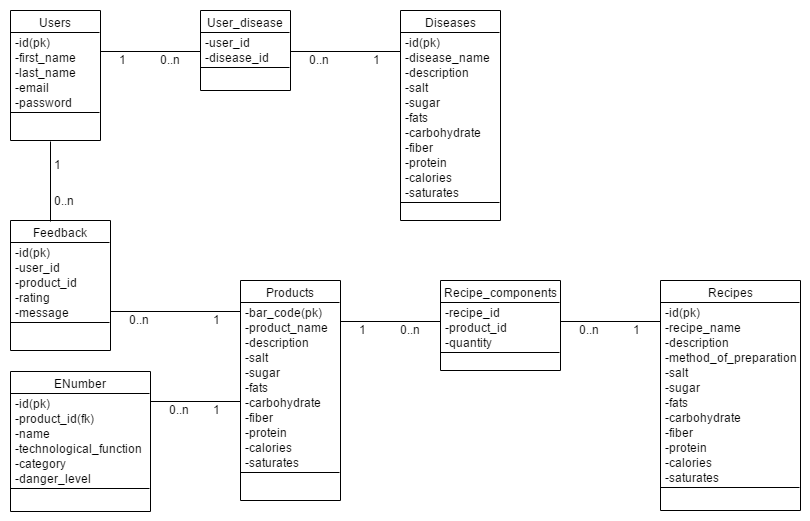 Users
-id(pk)
-first_name
-last_name
-email
-password
1
0..n
User_disease
-user_id
-disease_id
0..n
1
Diseases
-id(pk)
-disease_name
-description
-salt
-sugar
-fats
-carbohydrate
-fiber
-protein
-calories
-saturates
1
0..n
Feedback
-id(pk)
-user_id
-product_id
-rating
-message
0..n
1
Products
-bar_code(pk)
-product_name
-description
-salt
-sugar
-fats
-carbohydrate
-fiber
-protein
-calories
-saturates
1
0..n
Recipe_components
-recipe_id
-product_id
-quantity
0..n
1
Recipes
-id(pk)
-recipe_name
-description
-method_of_preparation
-salt
-sugar
-fats
-carbohydrate
-fiber
-protein
-calories
-saturates
ENumber
-id(pk)
-product_id(fk)
-name
-technological_function
-category
-danger_level
0..n
1